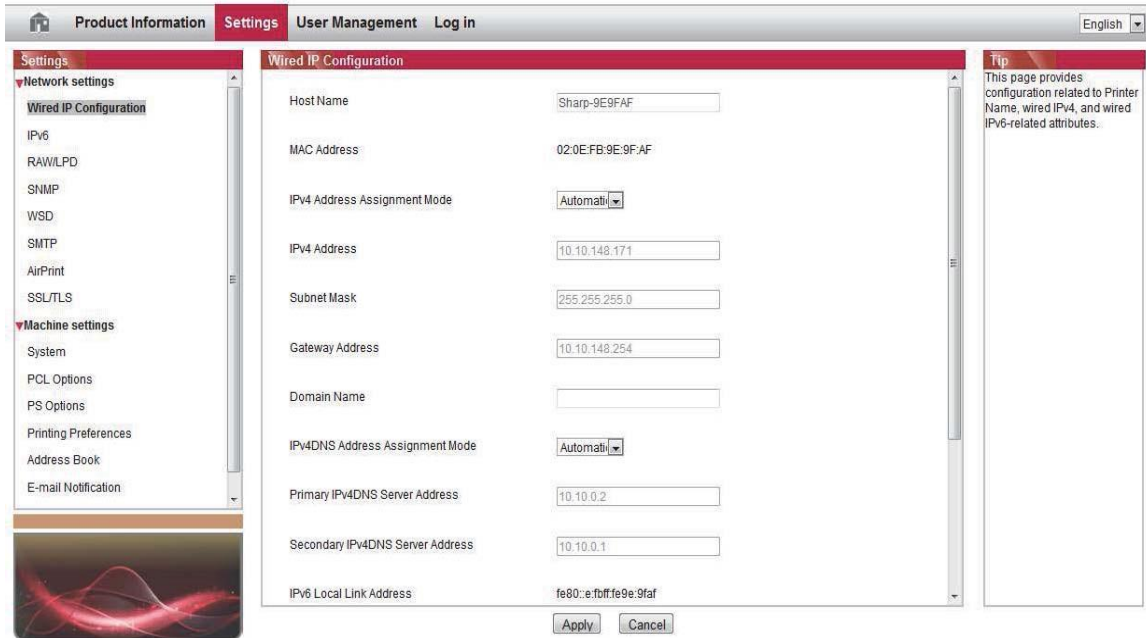 Product Information Settings User Management Log in English
Settings
Network settings
Wired IP Configuration
IPv6
RAW/LPD
SNMP
WSD
SMTP
AirPrint
SSL/TLS
Machine settings
System
PCL Options
PS Options
Printing Preferences
Address Book
E-mail Notification
Wired IP Configuration
Host Name Sharp-9E9FAF
MAC Address 02:0E:FB:9E:9F:AF
IPv4 Address Assignment Mode Automati
IPv4 Address 10.10.148.171
Subnet Mask 255.255.255.0
Gateway Address 10.10.148.254
Domain Name
IPv4DNS Address Assignment Mode Automati
Primary IPv4DNS Server Address 10.10.0.2
Secondary IPv4DNS Server Address 10.10.0.1
IPv6 Local Link Address fe80::e:fbff:fe9e:9faf
Apply Cancel
Tip
This page provides
configuration related to Printer
Name, wired IPv4, and wired
IPv6-related attributes.